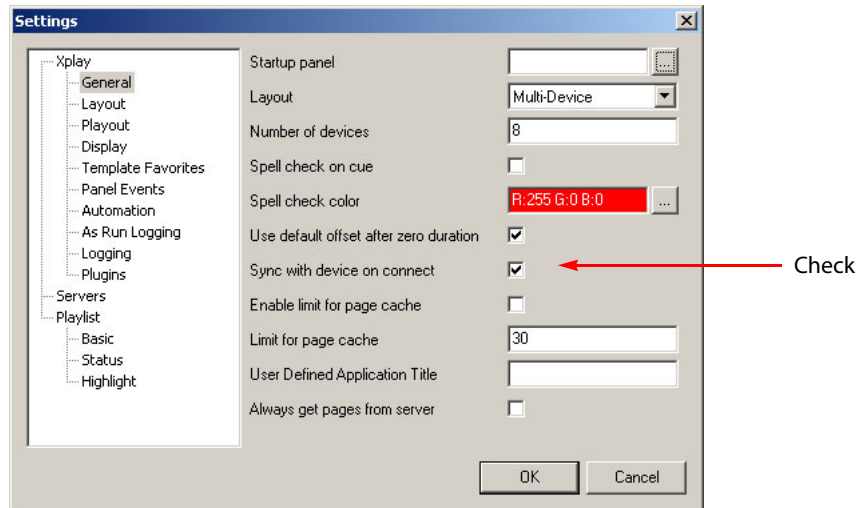 Settings
Xplay
General
Layout
Playout
Display
Template Favorites
Panel Events
Automation
As Run Logging
Logging
Plugins
Servers
Playlist
Basic
Status
Highlight
Startup panel ...
Layout Multi-Device
Number of devices 8
Spell check on cue
Spell check color R:255 G:0 B:0 ...
Use default offset after zero duration
Sync with device on connect Check
Enable limit for page cache
Limit for page cache 30
User Defined Application Title
Always get pages from server
OK Cancel